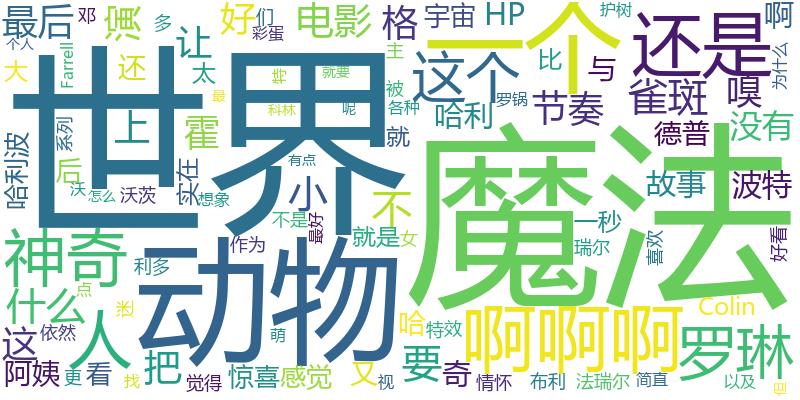 最后
邓
演
多
好
们
彩蛋
电影
格
宇宙
HP
一个
护树
还是
啊
个人
大
Farrell
还
让
太
主
特
就要
被
这个
比
与
节奏
雀斑
嗅
为什么
世界
上
霍
最
科林
呢
各种
罗锅
哈利
德普
没有
哈利波
系列
后
实在
有点
就
魔法
故事
波特
沃
怎么
沃茨
想象
小
不
不是
最好
一秒
喜欢
好看
神奇
动物
作为
就是
女
瑞尔
什么
点
迷
利多
萌
哈
特效
啊啊啊
Colin
罗琳
这
依然
人
把
阿姨
更
看
找
觉得
惊喜
感觉
又
视
要
奇
情怀
布利
法瑞尔
简直
以及
但